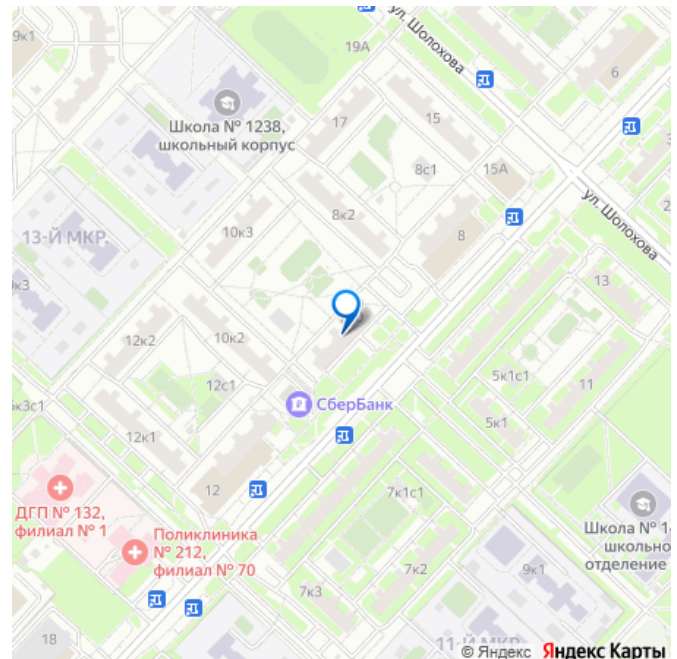 9к1
19А
ул. Шолохова
6
Школа № 1238,
школьный корпус
17
15
8с1
15А
ул. Шолохова
8к2
10к3
8
13-Й МКР.
13
12к2
10к2
5к1с1
12с1
11
СберБанк
5к1
12к1
12
7к1с1
ДГП № 132,
филиал № 1
Поликлиника
№ 212,
филиал № 70
Школа №
школьно
отделение
7к2
9к1
7к3
18
11-Й МКР.
© Яндекс Яндекс Карты